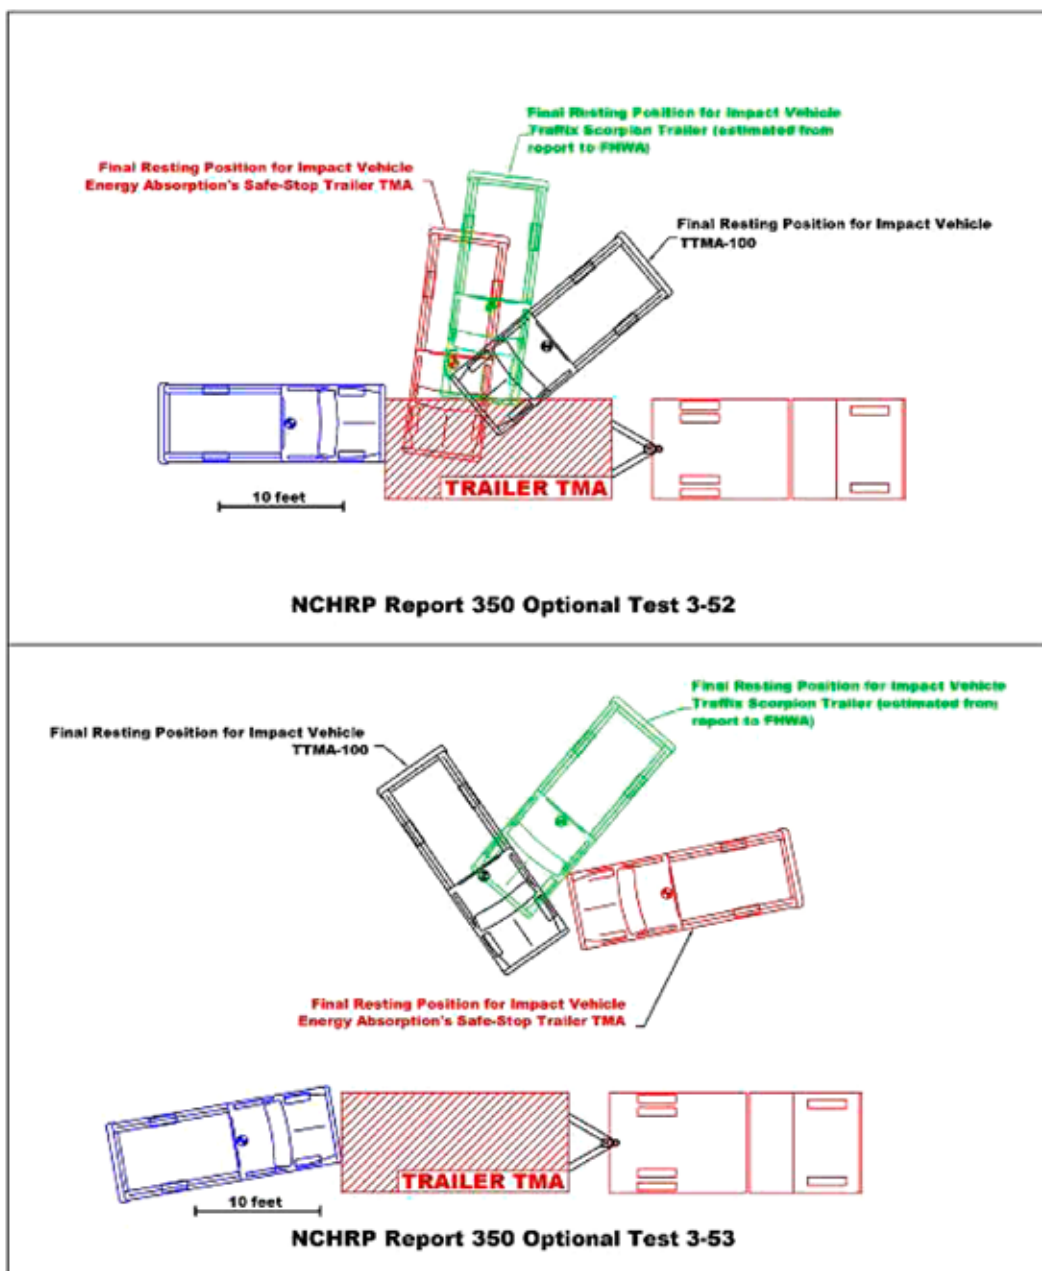 Final Resting Position for Impact Vehicle
Traffix Scorpion Trailer (estimated from
report to FHWA)
Final Resting Position for Impact Vehicle
Energy Absorption's Safe-Stop Trailer TMA
Final Resting Position for Impact Vehicle
TTMA-100
10 feet
TRAILER TMA
NCHRP Report 350 Optional Test 3-52
Final Resting Position for Impact Vehicle
Traffix Scorpion Trailer (estimated from
report to FHWA)
Final Resting Position for Impact Vehicle
TTMA-100
Final Resting Position for Impact Vehicle
Energy Absorption's Safe-Stop Trailer TMA
TRAILER TMA
10 feet
NCHRP Report 350 Optional Test 3-53